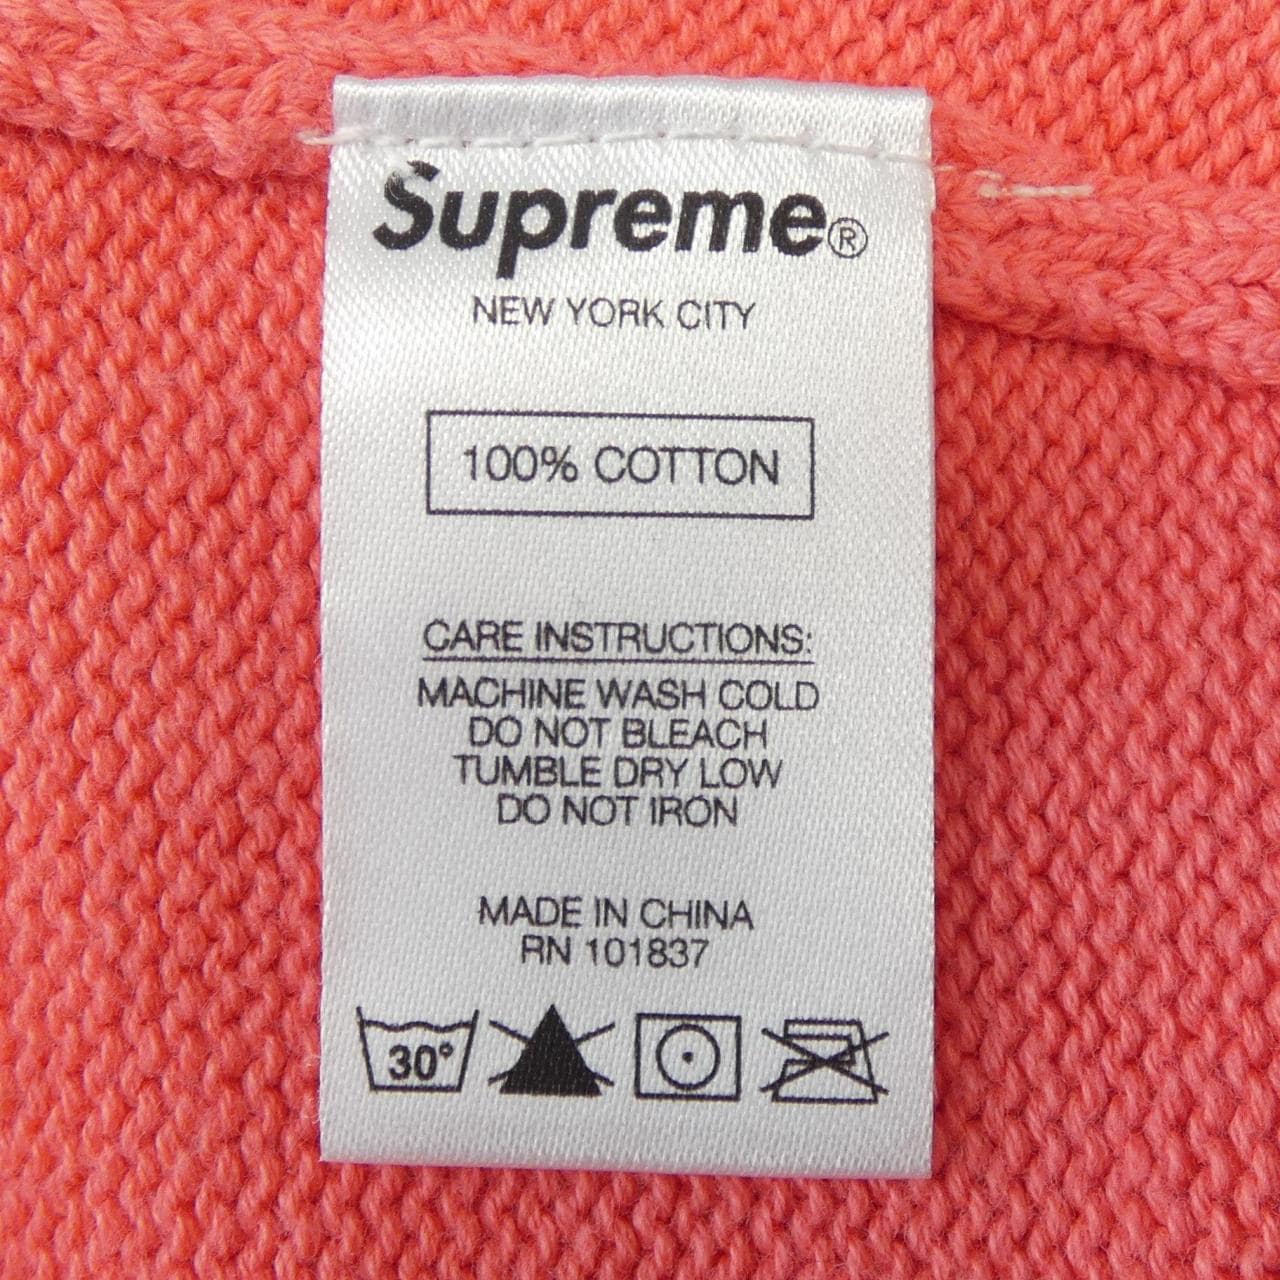 Supreme®
NEW YORK CITY
100% COTTON
CARE INSTRUCTIONS:
MACHINE WASH COLD
DO NOT BLEACH
TUMBLE DRY LOW
DO NOT IRON
MADE IN CHINA
RN 101837
30°